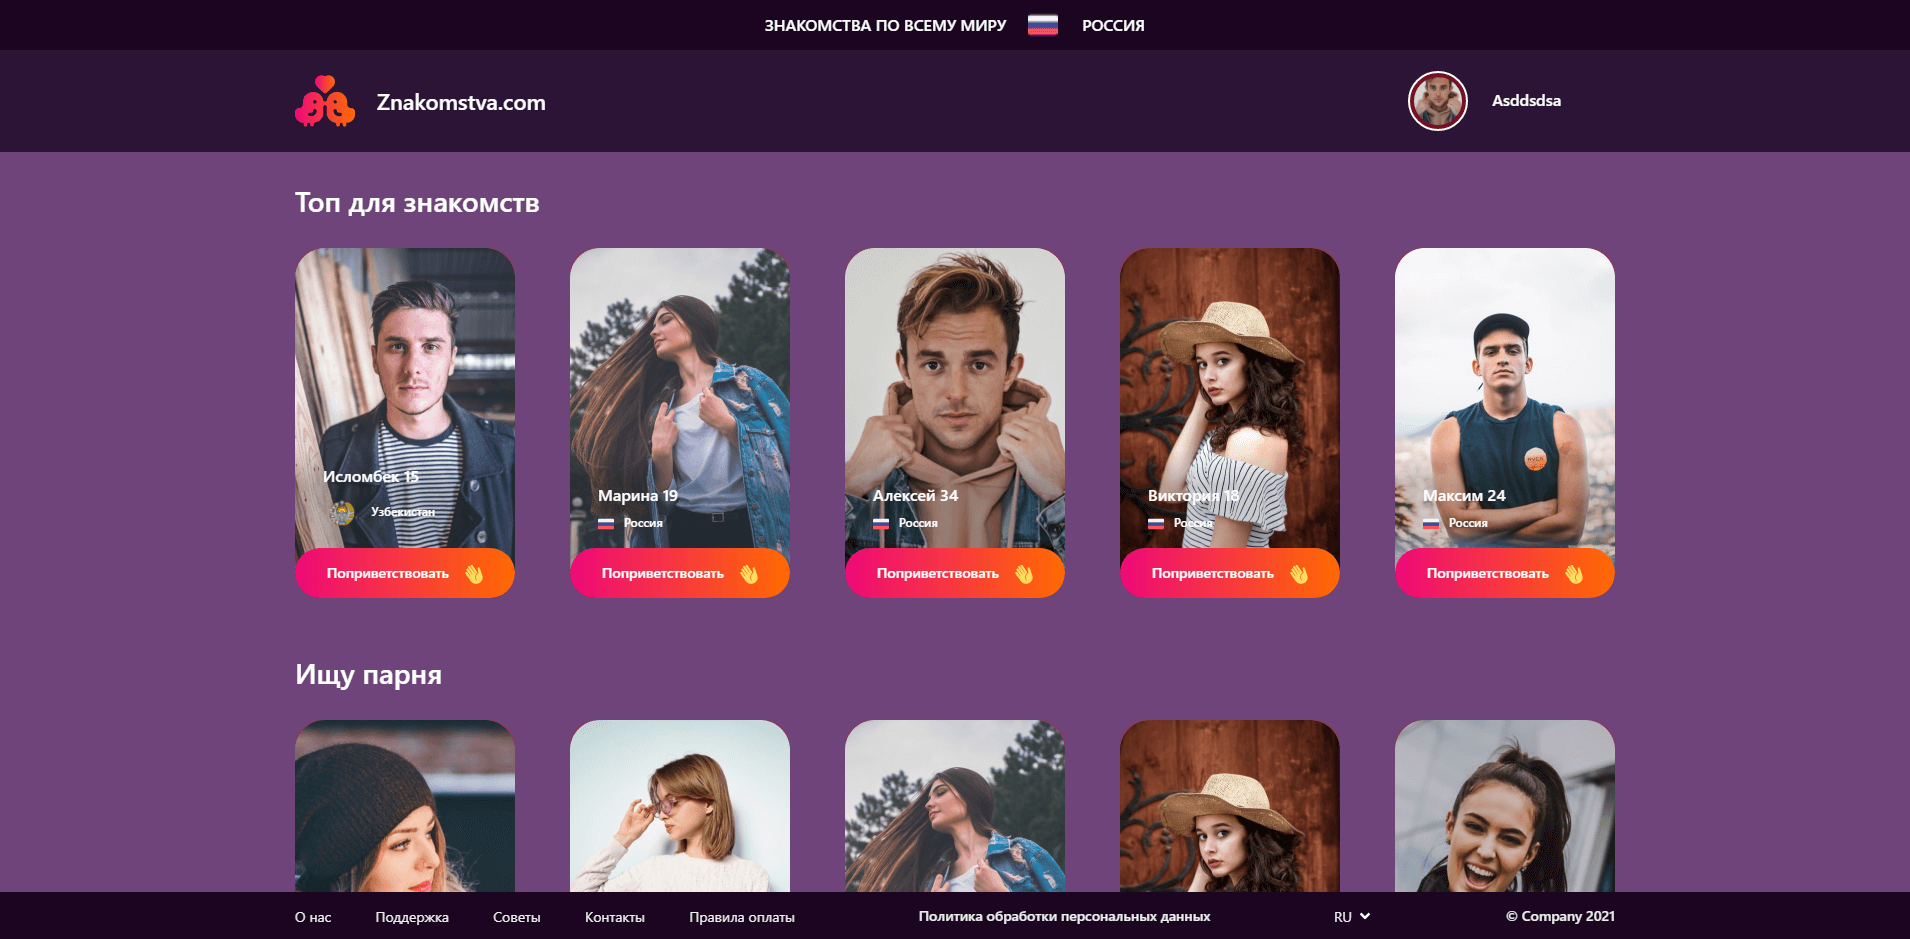 ЗНАКОМСТВА ПО ВСЕМУ МИРУ РОССИЯ
Znakomstva.com
Asddsdsa
Топ для знакомств
Исломбек 15
Узбекистан
Поприветствовать
Марина 19
Россия
Поприветствовать
Алексей 34
Россия
Поприветствовать
Виктория 18
Россия
Поприветствовать
Максим 24
Россия
Поприветствовать
Ищу парня
О нас Поддержка Советы Контакты Правила оплаты Политика обработки персональных данных RU © Company 2021